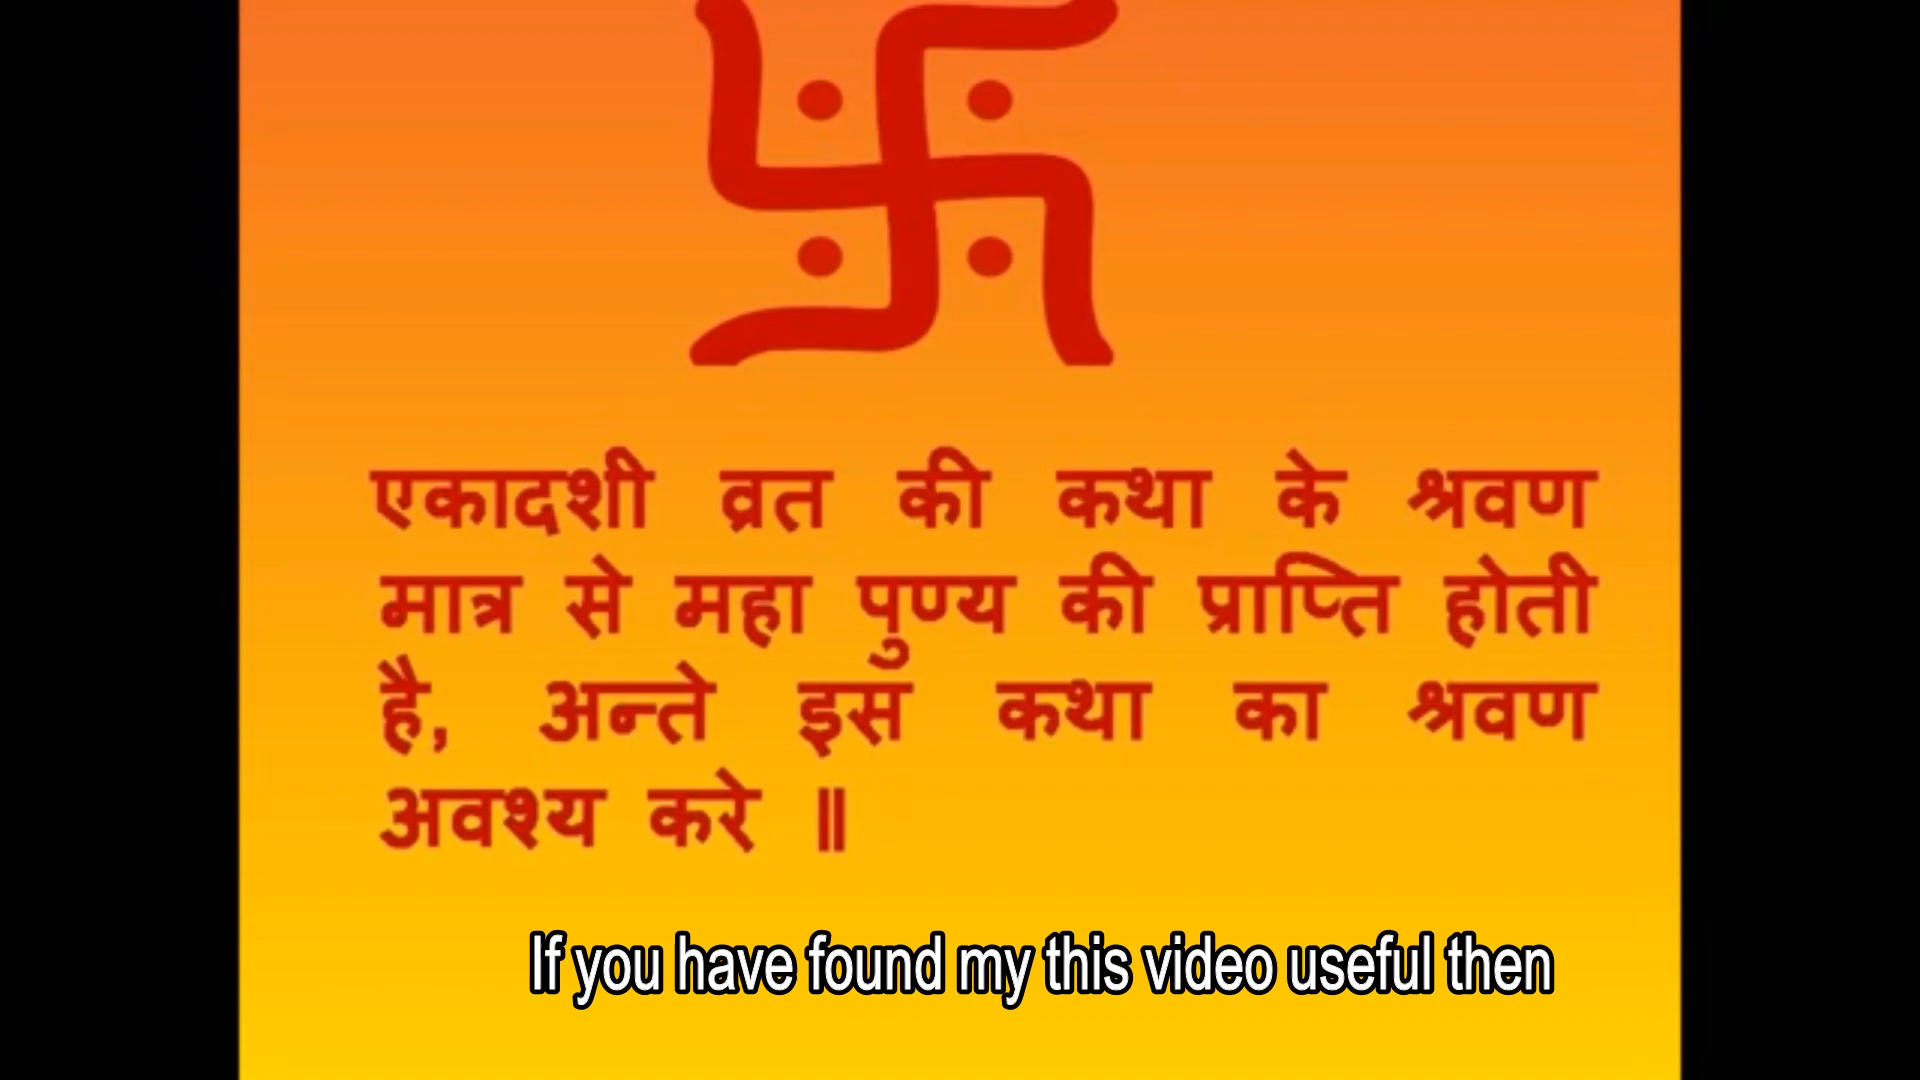 एकादशी व्रत की कथा के श्रवण
मात्र से महा पुण्य की प्राप्ति होती
है, अन्ते इस कथा का श्रवण
अवश्य करे ॥
If you have found my this video useful then